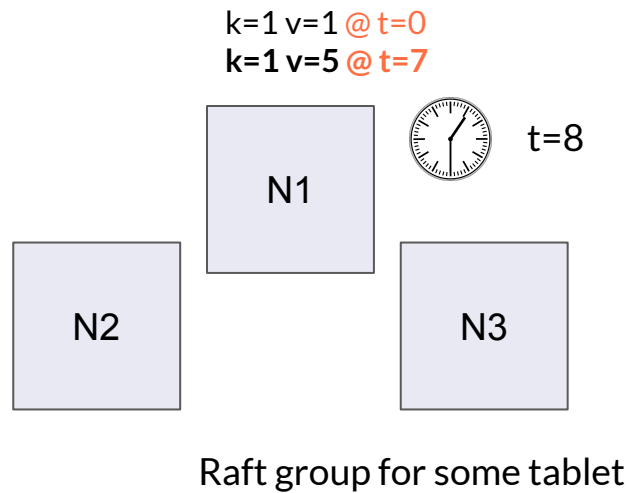 k=1 v=1 @ t=0
k=1 v=5 @ t=7
t=8
N1
N2
N3
Raft group for some tablet